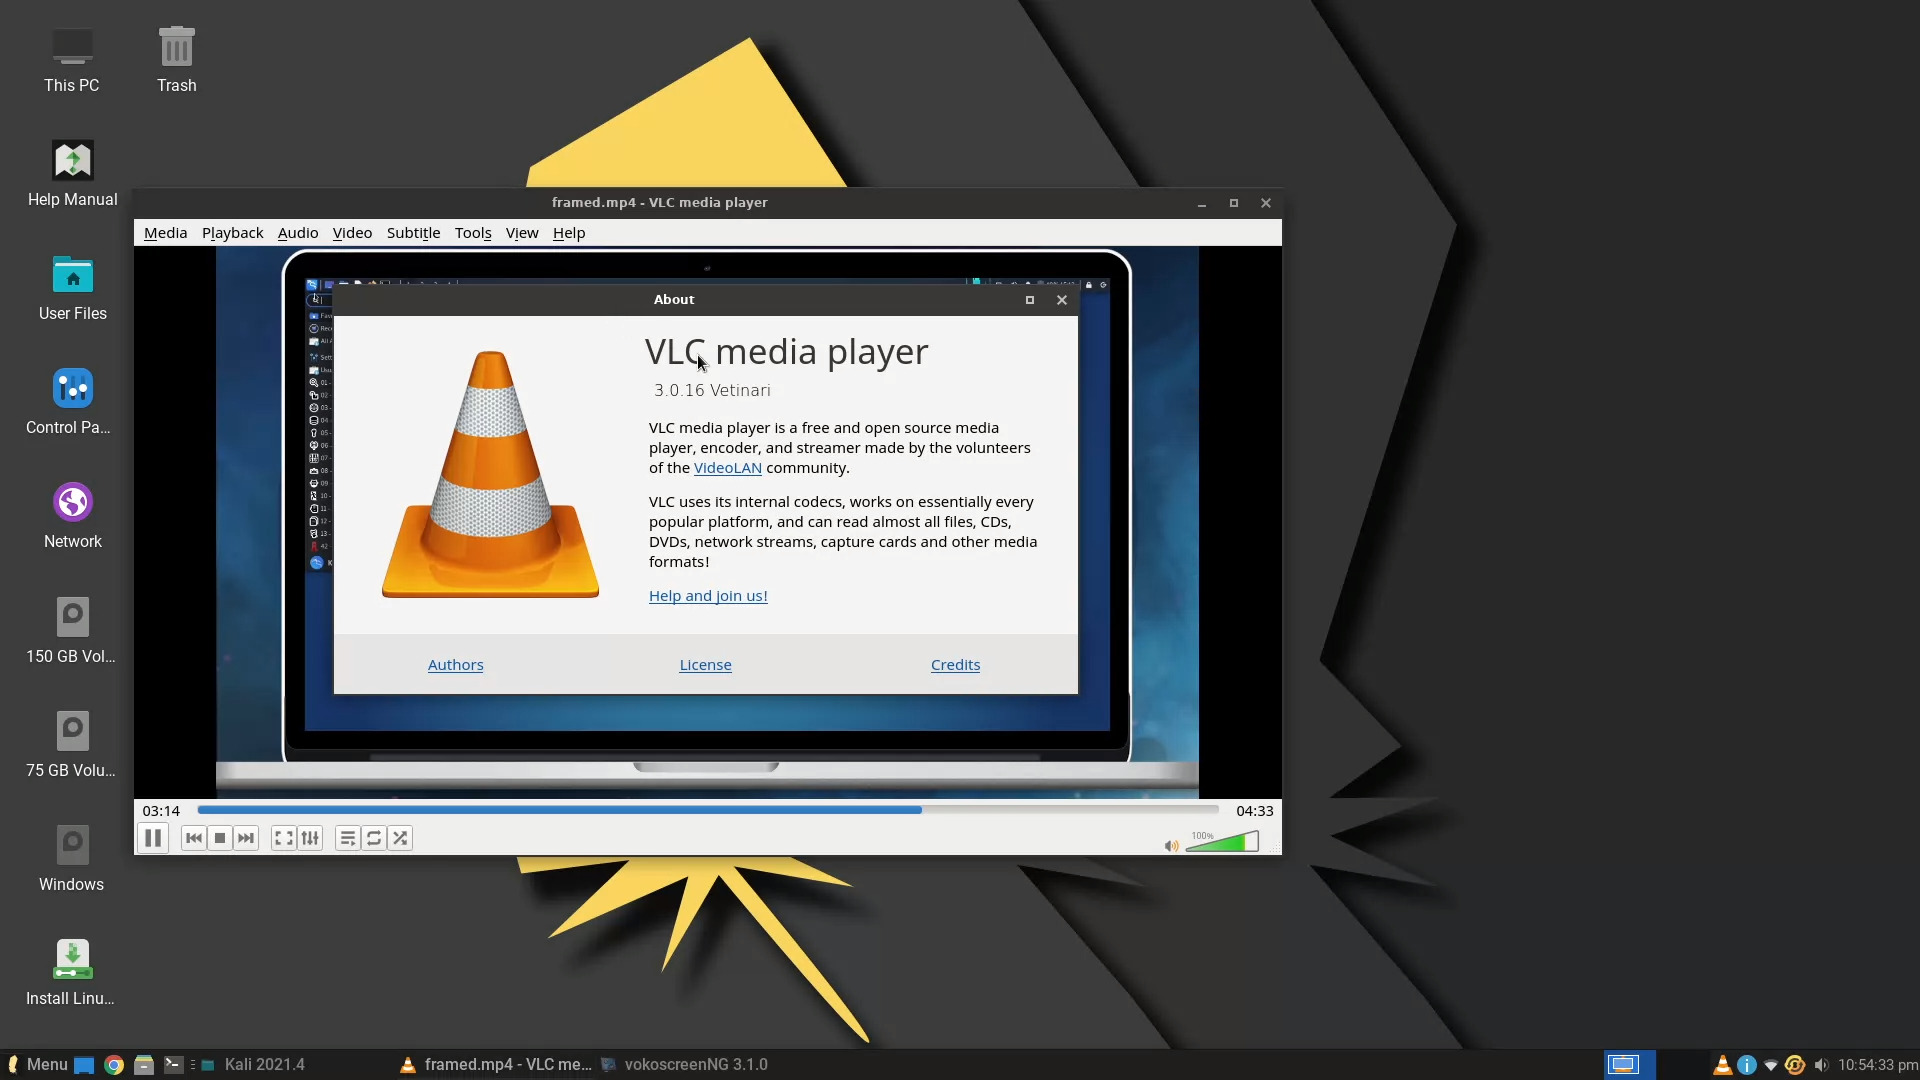 This PC
Trash
Help Manual
User Files
Control Pa...
Network
150 GB Vol...
75 GB Volu...
Windows
Install Linu...
framed.mp4 - VLC media player
Media Playback Audio Video Subtitle Tools View Help
About
VLC media player
3.0.16 Vetinari
VLC media player is a free and open source media
player, encoder, and streamer made by the volunteers
of the VideoLAN community.
VLC uses its internal codecs, works on essentially every
popular platform, and can read almost all files, CDs,
DVDs, network streams, capture cards and other media
formats!
Help and join us!
Authors License Credits
03:14 04:33
100%
Menu Kali 2021.4 framed.mp4 - VLC me... vokoscreenNG 3.1.0 10:54:33 pm